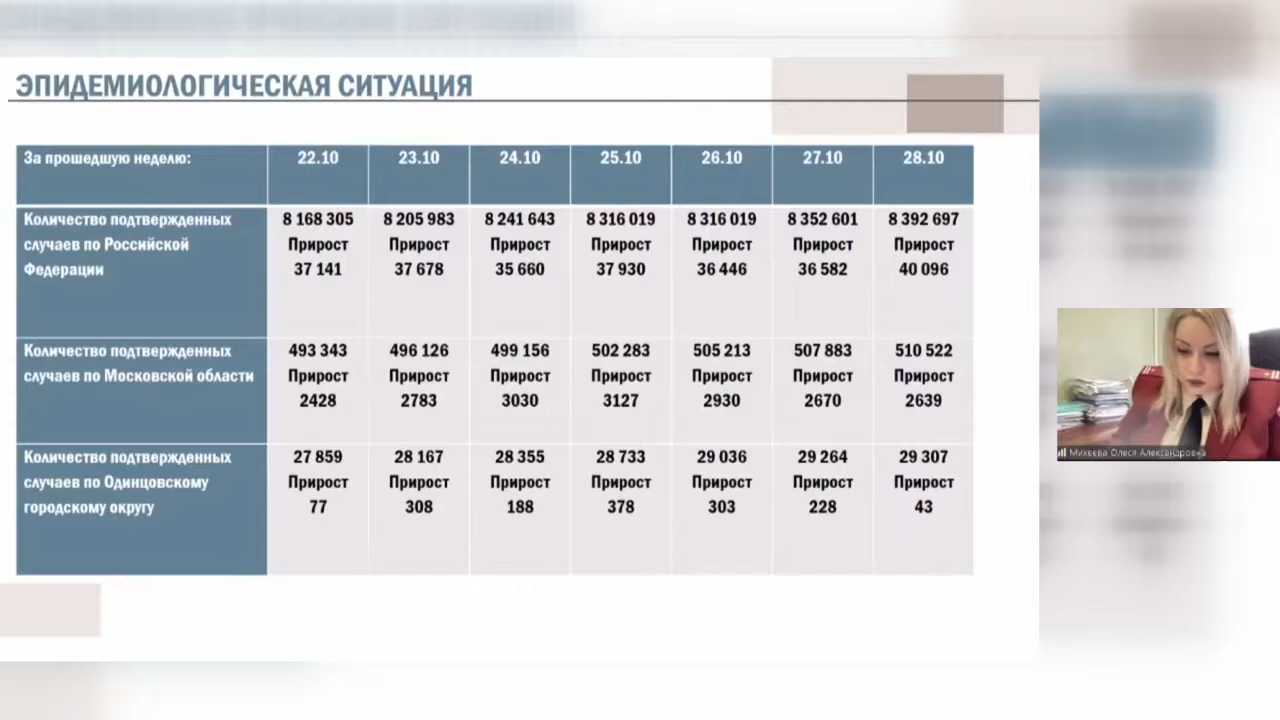 ЭПИДЕМИОЛОГИЧЕСКАЯ СИТУАЦИЯ
За прошедшую неделю: 22.10 23.10 24.10 25.10 26.10 27.10 28.10
Количество подтвержденных 8 168 305 8 205 983 8 241 643 8 316 019 8 316 019 8 352 601 8 392 697
случаев по Российской Прирост Прирост Прирост Прирост Прирост Прирост Прирост
Федерации 37 141 37 678 35 660 37 930 36 446 36 582 40 096
Количество подтвержденных 493 343 496 126 499 156 502 283 505 213 507 883 510 522
случаев по Московской области Прирост Прирост Прирост Прирост Прирост Прирост Прирост
2428 2783 3030 3127 2930 2670 2639
Количество подтвержденных 27 859 28 167 28 355 28 733 29 036 29 264 29 307
случаев по Одинцовскому Прирост Прирост Прирост Прирост Прирост Прирост Прирост
городскому округу 77 308 188 378 303 228 43
Михеева Олеся Александровна